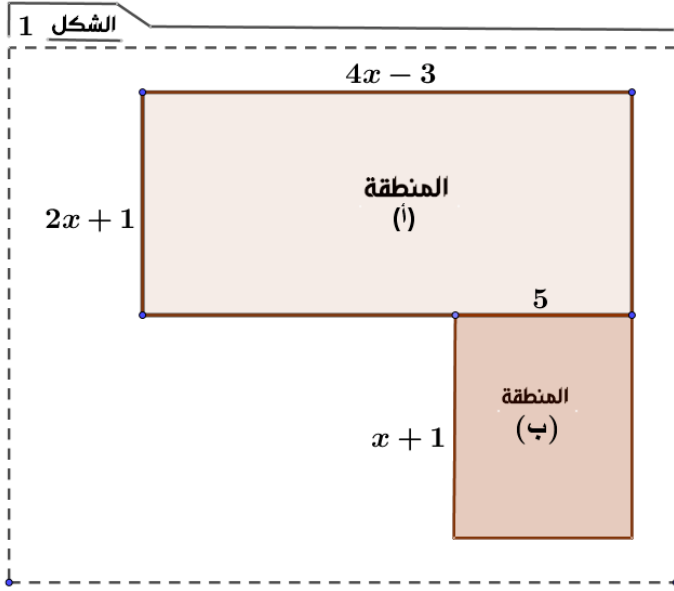 الشكل 1
4x − 3
المنطقة
(أ)
2x + 1
5
المنطقة
(ب)
x + 1